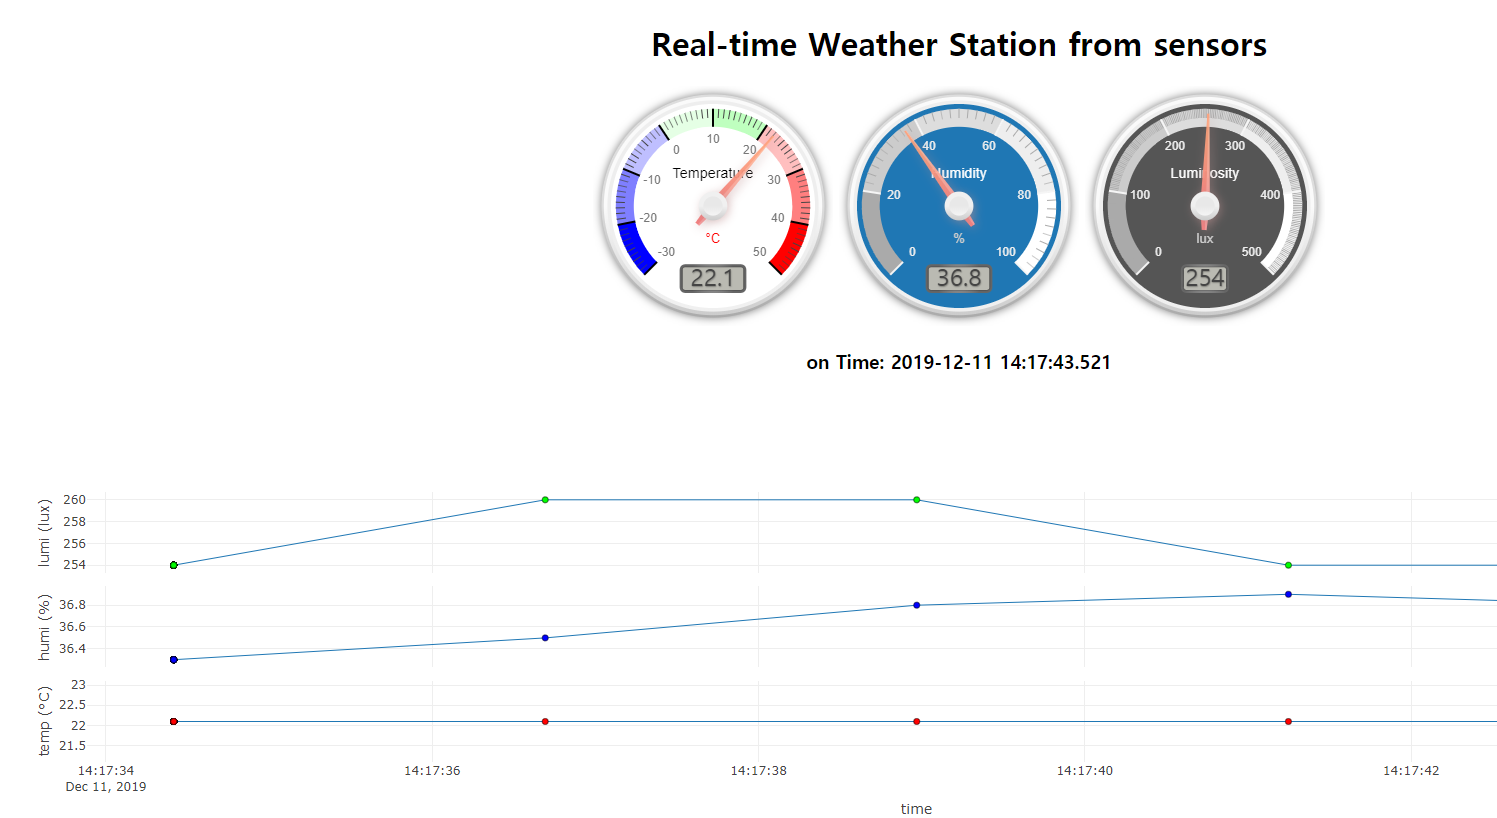 Real-time Weather Station from sensors
-30 -20 -10 0 10 20 30 40 50
Temperature
°C
22.1
0 20 40 60 80 100
Humidity
%
36.8
0 100 200 300 400 500
Luminosity
lux
254
on Time: 2019-12-11 14:17:43.521
lumi (lux)
260
258
256
254
humi (%)
36.8
36.6
36.4
temp (°C)
23
22.5
22
21.5
14:17:34 14:17:36 14:17:38 14:17:40 14:17:42
Dec 11, 2019
time